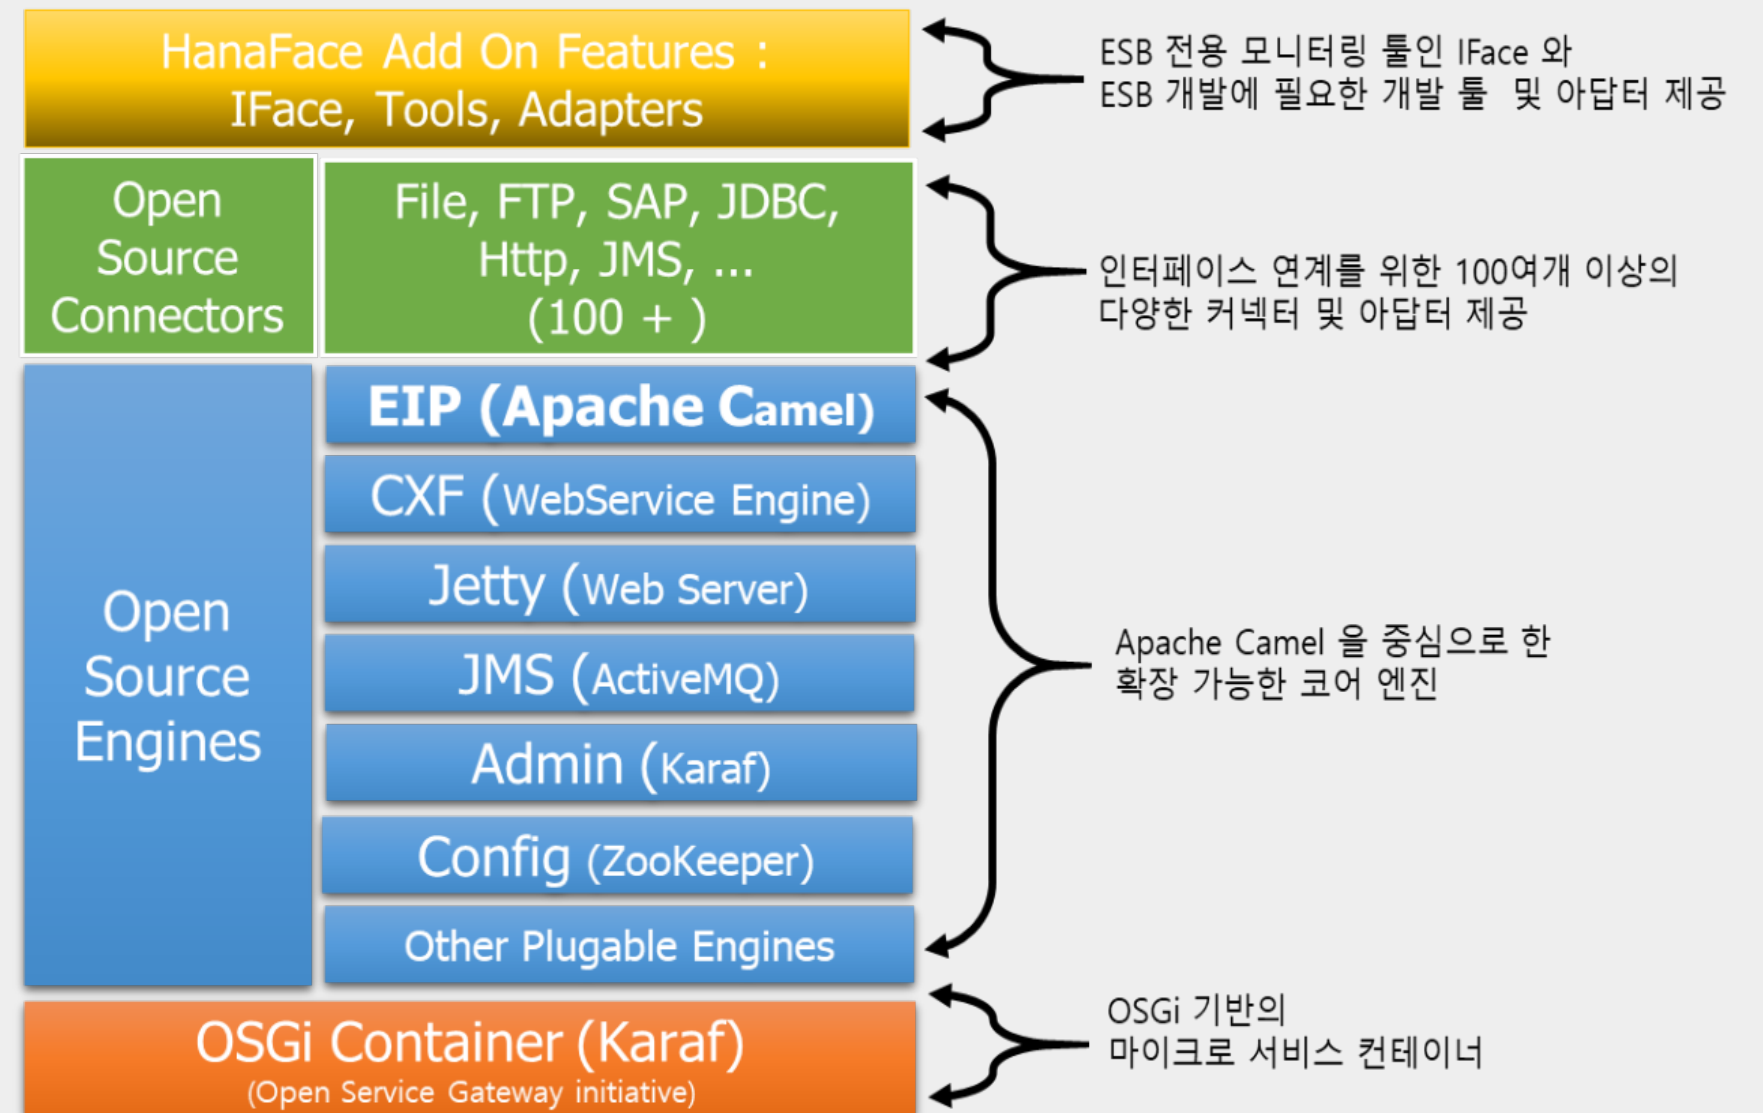 HanaFace Add On Features :
IFace, Tools, Adapters
ESB 전용 모니터링 툴인 IFace 와
ESB 개발에 필요한 개발 툴 및 아답터 제공
Open
Source
Connectors
File, FTP, SAP, JDBC,
Http, JMS, ...
(100 + )
인터페이스 연계를 위한 100여개 이상의
다양한 커넥터 및 아답터 제공
Open
Source
Engines
EIP (Apache Camel)
CXF (WebService Engine)
Jetty (Web Server)
JMS (ActiveMQ)
Admin (Karaf)
Config (ZooKeeper)
Other Plugable Engines
Apache Camel 을 중심으로 한
확장 가능한 코어 엔진
OSGi Container (Karaf)
(Open Service Gateway initiative)
OSGi 기반의
마이크로 서비스 컨테이너